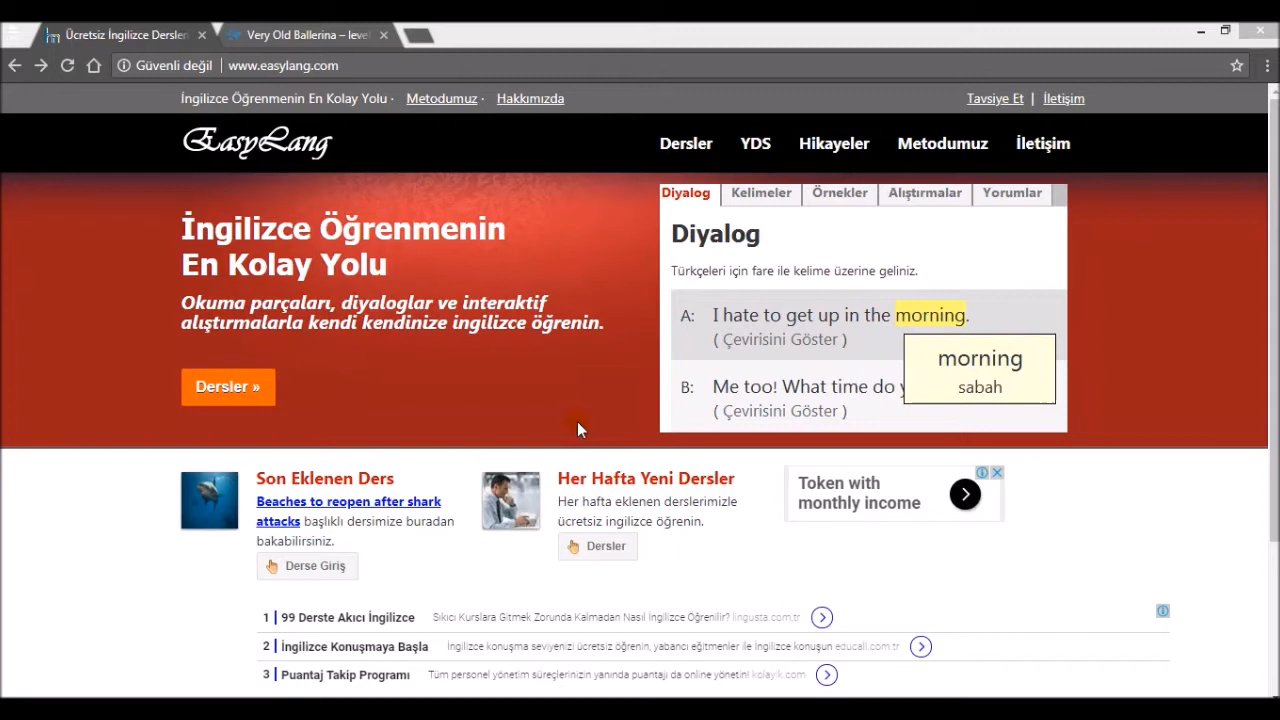 Ücretsiz İngilizce Dersler
Very Old Ballerina – level
Güvenli değil
www.easylang.com
İngilizce Öğrenmenin En Kolay Yolu · Metodumuz · Hakkımızda
Tavsiye Et | İletişim
EasyLang
Dersler YDS Hikayeler Metodumuz İletişim
İngilizce Öğrenmenin
En Kolay Yolu
Okuma parçaları, diyaloglar ve interaktif
alıştırmalarla kendi kendinize ingilizce öğrenin.
Dersler »
Diyalog Kelimeler Örnekler Alıştırmalar Yorumlar
Diyalog
Türkçeleri için fare ile kelime üzerine geliniz.
A: I hate to get up in the morning.
( Çevirisini Göster )
morning
sabah
B: Me too! What time do y
( Çevirisini Göster )
Son Eklenen Ders
Beaches to reopen after shark
attacks başlıklı dersimize buradan
bakabilirsiniz.
Derse Giriş
Her Hafta Yeni Dersler
Her hafta eklenen derslerimizle
ücretsiz ingilizce öğrenin.
Dersler
Token with
monthly income
1 99 Derste Akıcı İngilizce Sıkıcı Kurslara Gitmek Zorunda Kalmadan Nasıl İngilizce Öğrenilir? lingusta.com.tr
2 İngilizce Konuşmaya Başla İngilizce konuşma seviyenizi ücretsiz öğrenin, yabancı eğitmenler ile İngilizce konuşun educall.com.tr
3 Puantaj Takip Programı Tüm personel yönetim süreçlerinizin yanında puantajı da online yönetin! kolayik.com